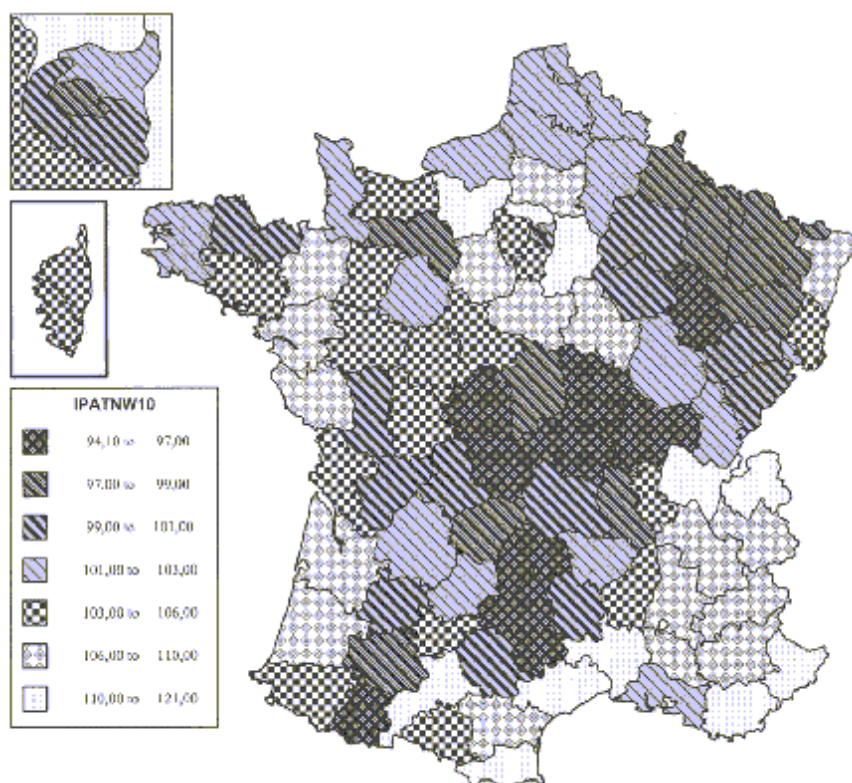 IPATNW10
94,10 to 97,00
97,00 to 99,00
99,00 to 101,00
101,00 to 103,00
103,00 to 106,00
106,00 to 110,00
110,00 to 121,00